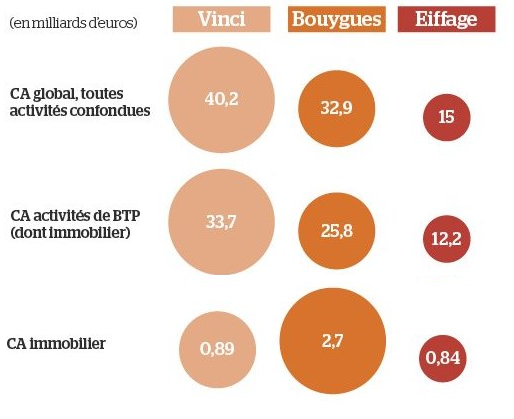 (en milliards d'euros) Vinci Bouygues Eiffage
CA global, toutes
activités confondues
40,2 32,9 15
CA activités de BTP
(dont immobilier)
33,7 25,8 12,2
CA immobilier 0,89 2,7 0,84